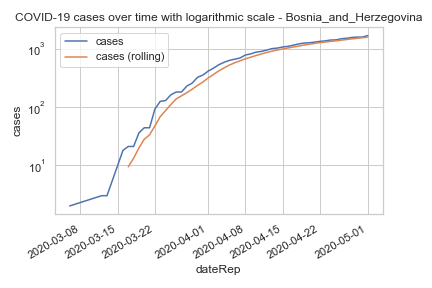 COVID-19 cases over time with logarithmic scale - Bosnia_and_Herzegovina
cases
cases (rolling)
10³
10²
10¹
cases
2020-03-08
2020-03-15
2020-03-22
2020-04-01
2020-04-08
2020-04-15
2020-04-22
2020-05-01
dateRep